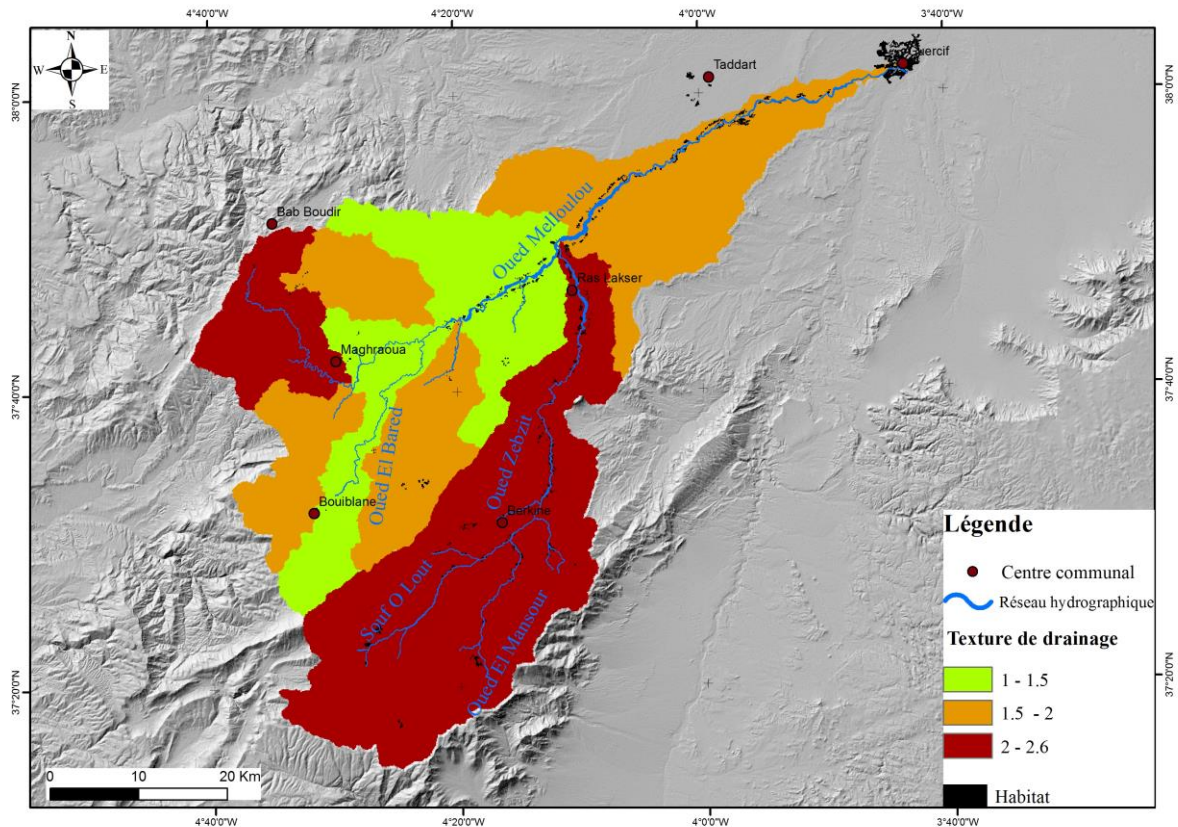 4°40'0"W
4°20'0"W
4°0'0"W
3°40'0"W
N
W
E
S
Guercif
Taddart
38°0'0"N
38°0'0"N
Bab Boudir
Oued Melloulou
Ras Lakser
Maghraoua
37°40'0"N
37°40'0"N
Oued El Bared
Oued Zebzit
Bouiblane
Berkine
Souf O Lout
Oued El Mansour
37°20'0"N
37°20'0"N
Légende
Centre communal
Réseau hydrographique
Texture de drainage
1 - 1.5
1.5 - 2
2 - 2.6
Habitat
0
10
20 Km
4°40'0"W
4°20'0"W
4°0'0"W
3°40'0"W